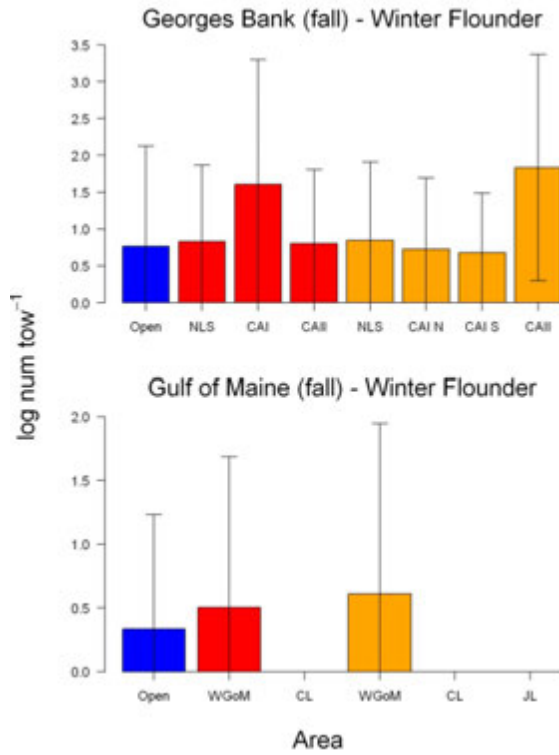 Georges Bank (fall) - Winter Flounder
3.5
3.0
2.5
2.0
1.5
1.0
0.5
0.0
Open NLS CAI CAII NLS CAI N CAI S CAII
log num tow⁻¹
Gulf of Maine (fall) - Winter Flounder
2.0
1.5
1.0
0.5
0.0
Open WGoM CL WGoM CL JL
Area